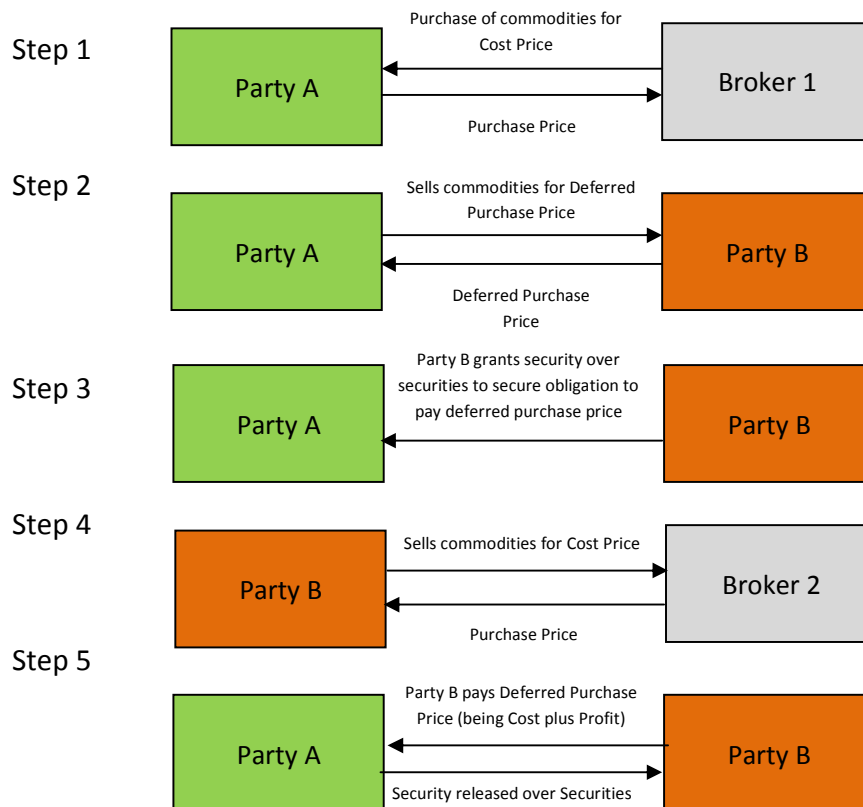 Step 1
Purchase of commodities for
Cost Price
Party A
Broker 1
Purchase Price
Step 2
Sells commodities for Deferred
Purchase Price
Party A
Party B
Deferred Purchase
Price
Step 3
Party B grants security over
securities to secure obligation to
pay deferred purchase price
Party A
Party B
Step 4
Sells commodities for Cost Price
Party B
Broker 2
Purchase Price
Step 5
Party B pays Deferred Purchase
Price (being Cost plus Profit)
Party A
Party B
Security released over Securities